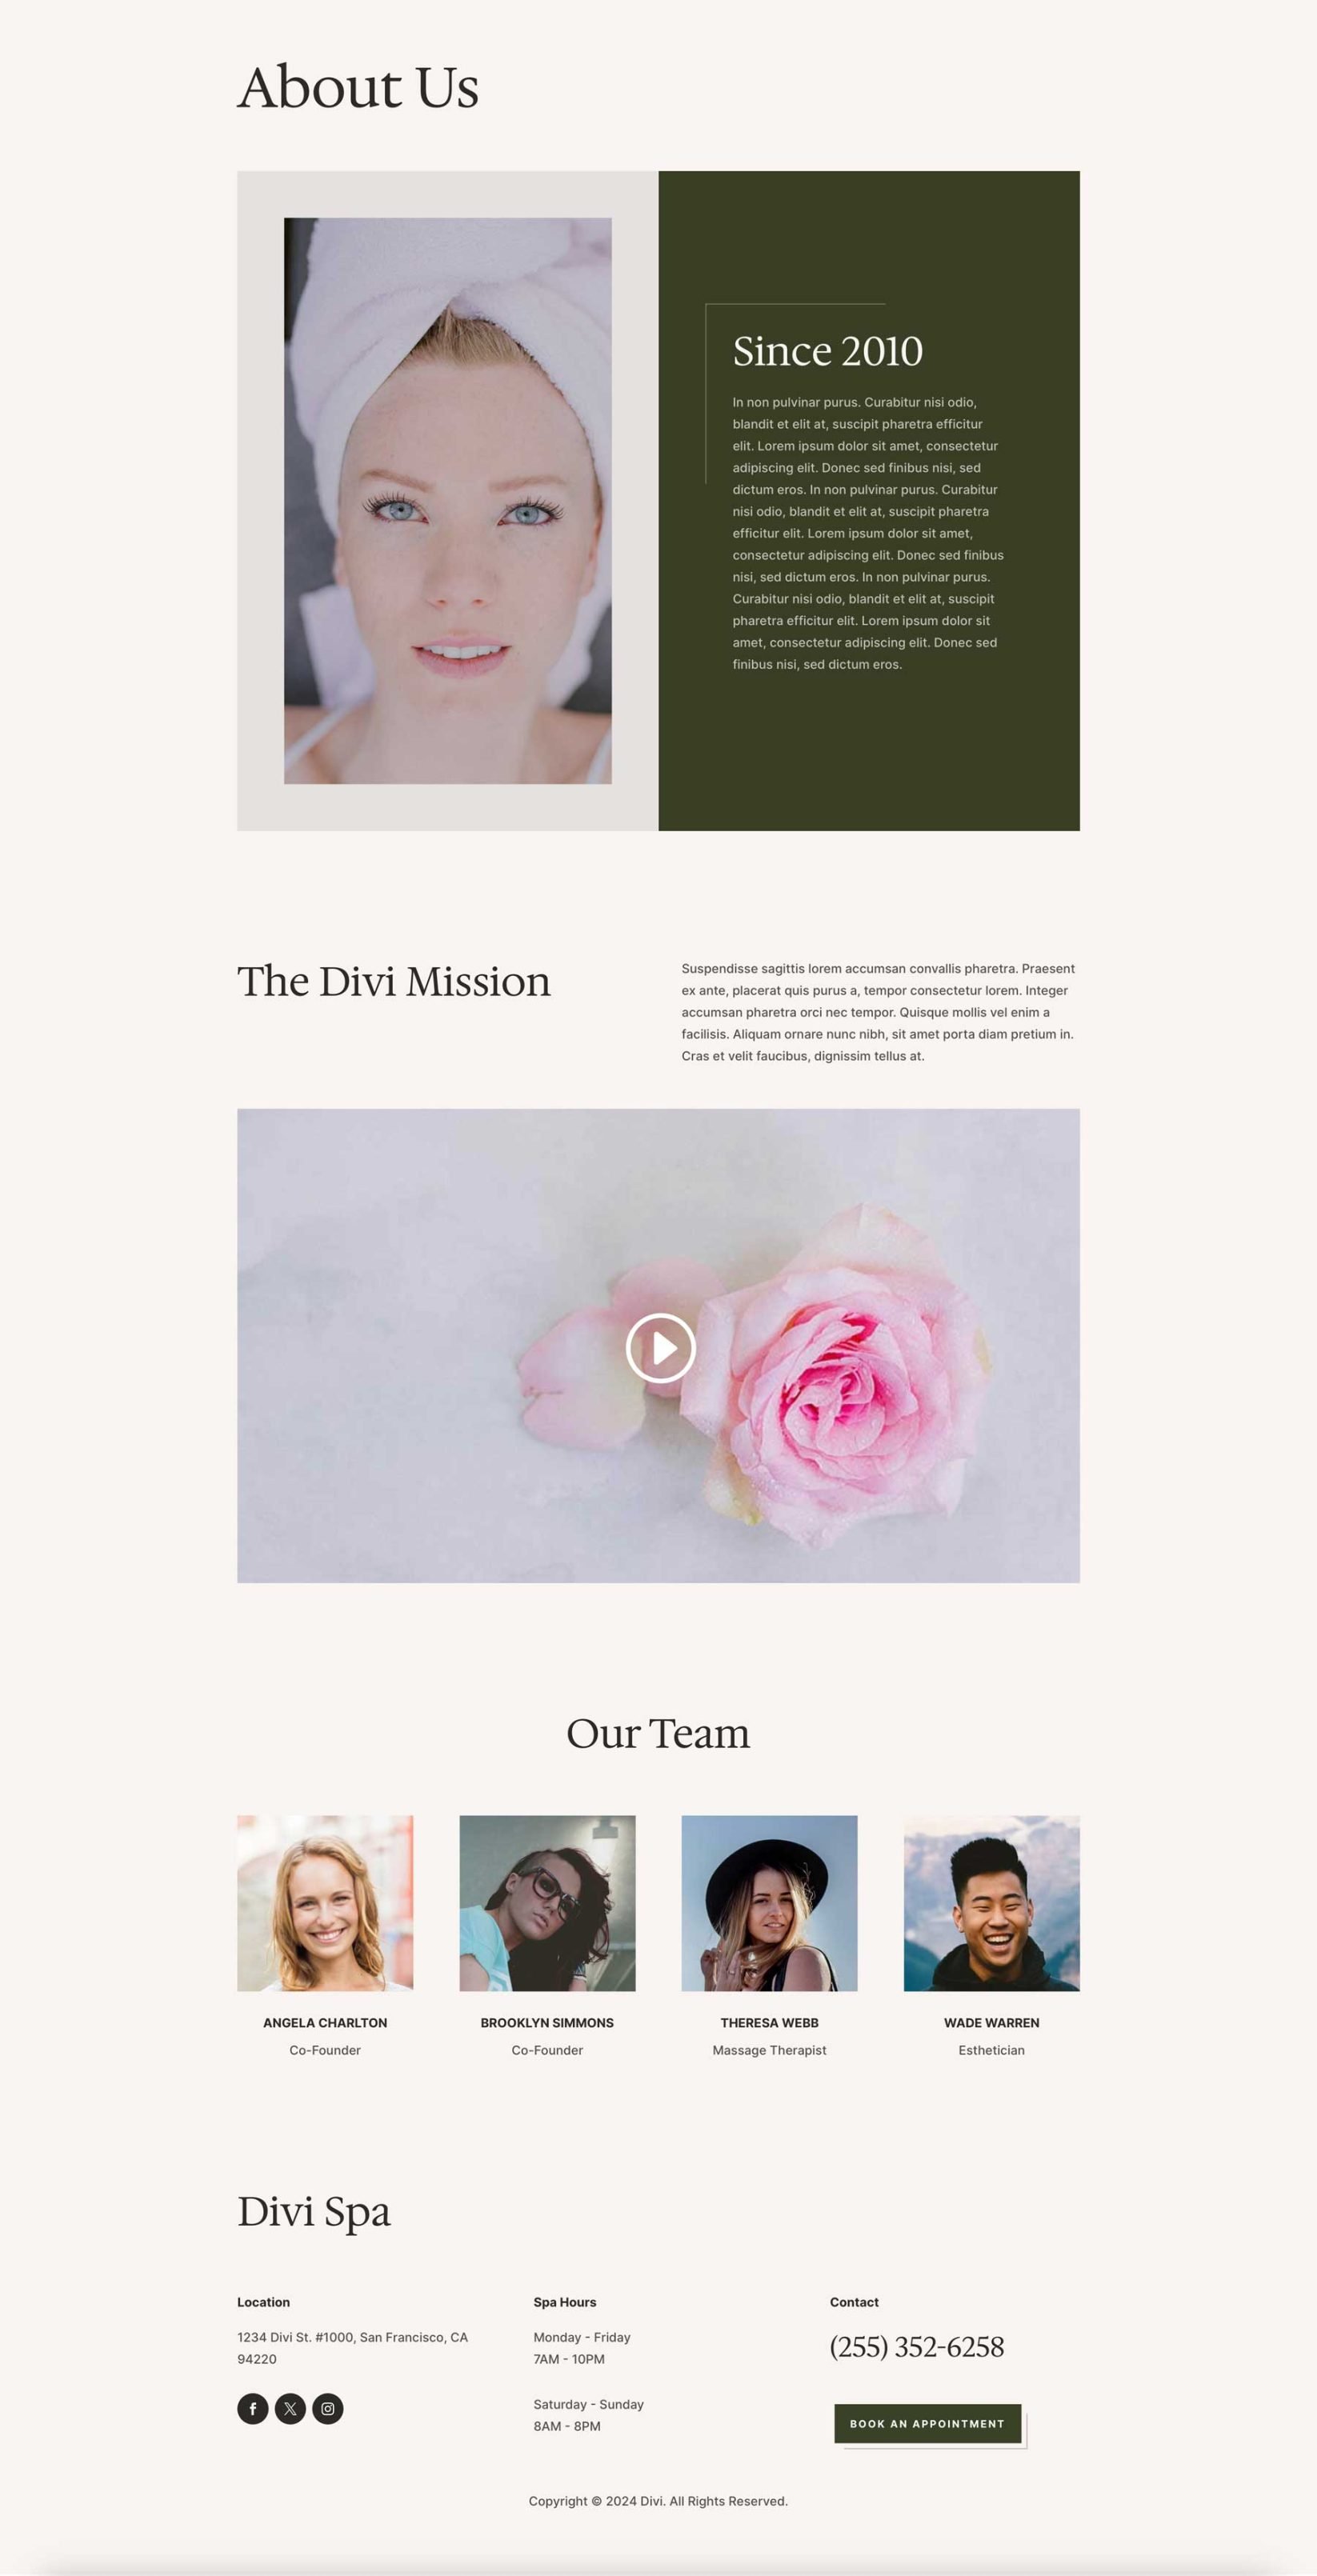 About Us
Since 2010
In non pulvinar purus. Curabitur nisi odio,
blandit et elit at, suscipit pharetra efficitur
elit. Lorem ipsum dolor sit amet, consectetur
adipiscing elit. Donec sed finibus nisi, sed
dictum eros. In non pulvinar purus. Curabitur
nisi odio, blandit et elit at, suscipit pharetra
efficitur elit. Lorem ipsum dolor sit amet,
consectetur adipiscing elit. Donec sed finibus
nisi, sed dictum eros. In non pulvinar purus.
Curabitur nisi odio, blandit et elit at, suscipit
pharetra efficitur elit. Lorem ipsum dolor sit
amet, consectetur adipiscing elit. Donec sed
finibus nisi, sed dictum eros.
The Divi Mission
Suspendisse sagittis lorem accumsan convallis pharetra. Praesent
ex ante, placerat quis purus a, tempor consectetur lorem. Integer
accumsan pharetra orci nec tempor. Quisque mollis vel enim a
facilisis. Aliquam ornare nunc nibh, sit amet porta diam pretium in.
Cras et velit faucibus, dignissim tellus at.
Our Team
ANGELA CHARLTON
Co-Founder
BROOKLYN SIMMONS
Co-Founder
THERESA WEBB
Massage Therapist
WADE WARREN
Esthetician
Divi Spa
Location
1234 Divi St. #1000, San Francisco, CA
94220
Spa Hours
Monday - Friday
7AM - 10PM
Saturday - Sunday
8AM - 8PM
Contact
(255) 352-6258
BOOK AN APPOINTMENT
Copyright © 2024 Divi. All Rights Reserved.